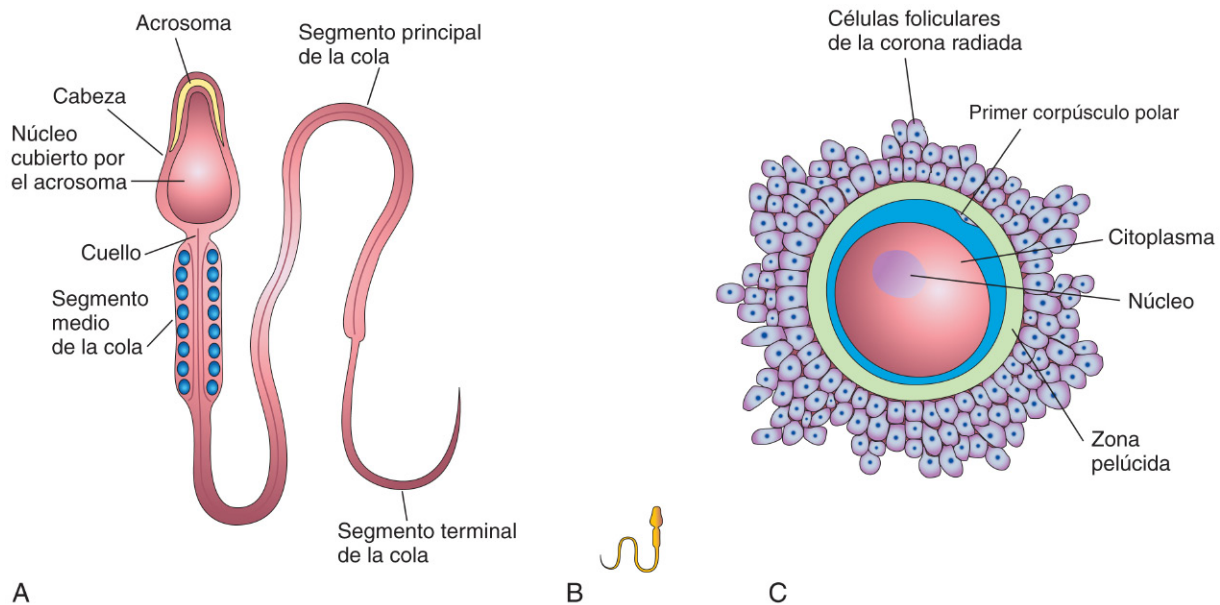 Acrosoma
Cabeza
Núcleo
cubierto por
el acrosoma
Cuello
Segmento
medio
de la cola
Segmento principal
de la cola
Segmento terminal
de la cola
A
B
Células foliculares
de la corona radiada
Primer corpúsculo polar
Citoplasma
Núcleo
Zona
pelúcida
C